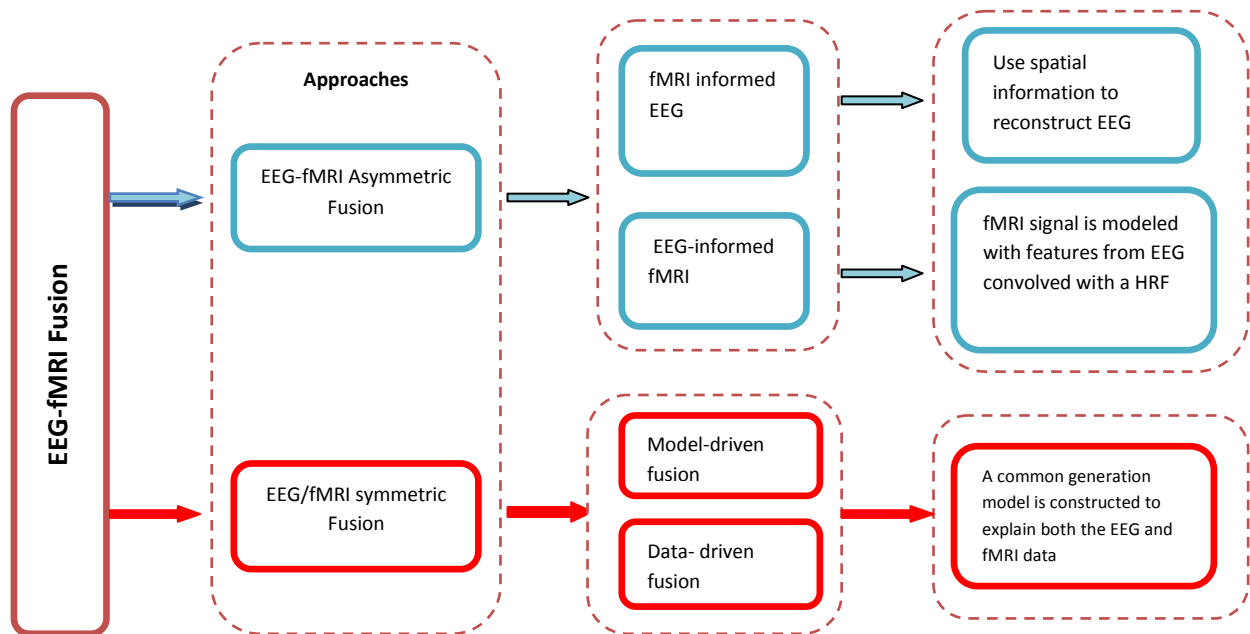 EEG-fMRI Fusion
Approaches
EEG-fMRI Asymmetric
Fusion
fMRI informed
EEG
Use spatial
information to
reconstruct EEG
EEG-informed
fMRI
fMRI signal is modeled
with features from EEG
convolved with a HRF
EEG/fMRI symmetric
Fusion
Model-driven
fusion
Data- driven
fusion
A common generation
model is constructed to
explain both the EEG and
fMRI data